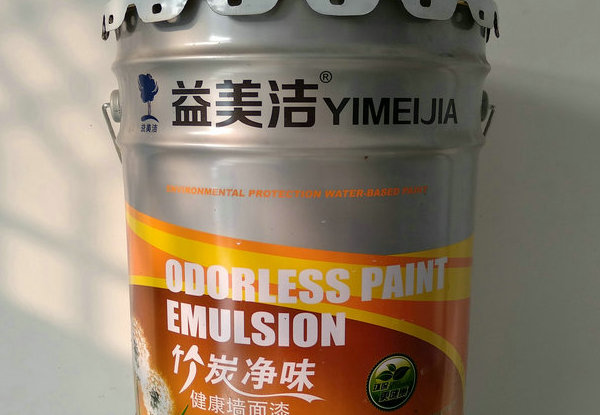 益美洁® YIMEIJIA
ENVIRONMENTAL PROTECTION WATER-BASED PAINT
ODORLESS PAINT
EMULSION
竹炭净味
健康墙面漆